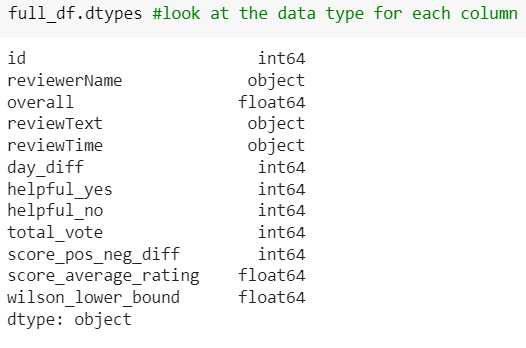 full_df.dtypes #look at the data type for each column
id int64
reviewerName object
overall float64
reviewText object
reviewTime object
day_diff int64
helpful_yes int64
helpful_no int64
total_vote int64
score_pos_neg_diff int64
score_average_rating float64
wilson_lower_bound float64
dtype: object